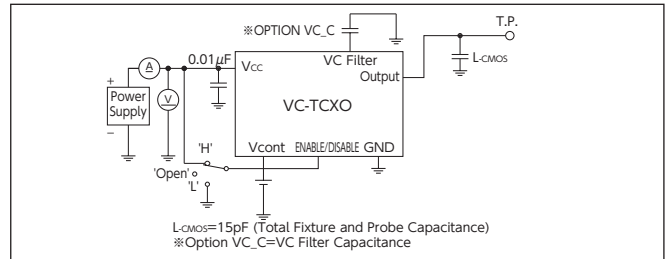 ※OPTION VC_C
T.P.
0.01μF
VCC
VC Filter
L-CMOS
Output
+
A
Power
Supply
V
VC-TCXO
−
'H'
Vcont
ENABLE/DISABLE
GND
'Open'
'L'
L-CMOS=15pF (Total Fixture and Probe Capacitance)
※Option VC_C=VC Filter Capacitance